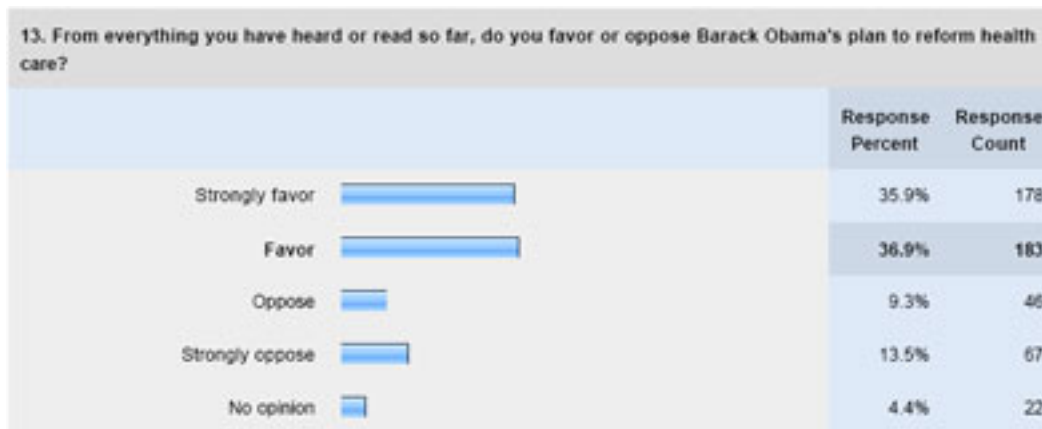 13. From everything you have heard or read so far, do you favor or oppose Barack Obama's plan to reform health
care?
Response Percent Response Count
Strongly favor 35.9% 178
Favor 36.9% 183
Oppose 9.3% 46
Strongly oppose 13.5% 67
No opinion 4.4% 22